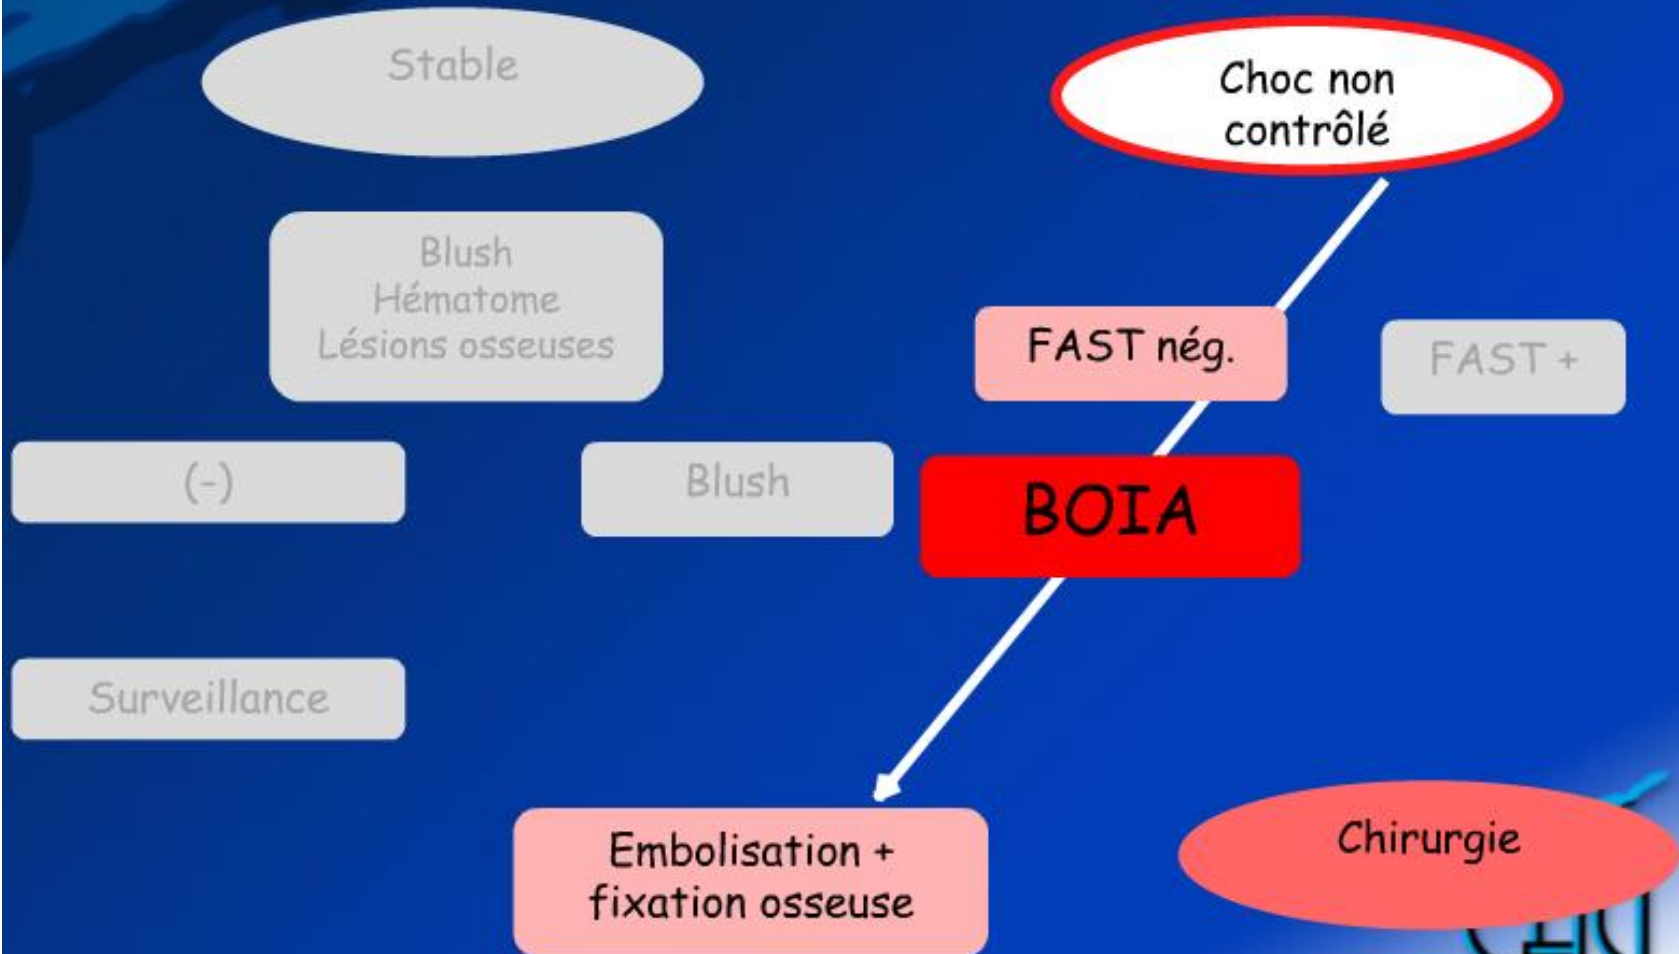 Stable
Choc non
contrôlé
Blush
Hématome
Lésions osseuses
FAST nég.
FAST +
(-)
Blush
BOIA
Surveillance
Embolisation +
fixation osseuse
Chirurgie